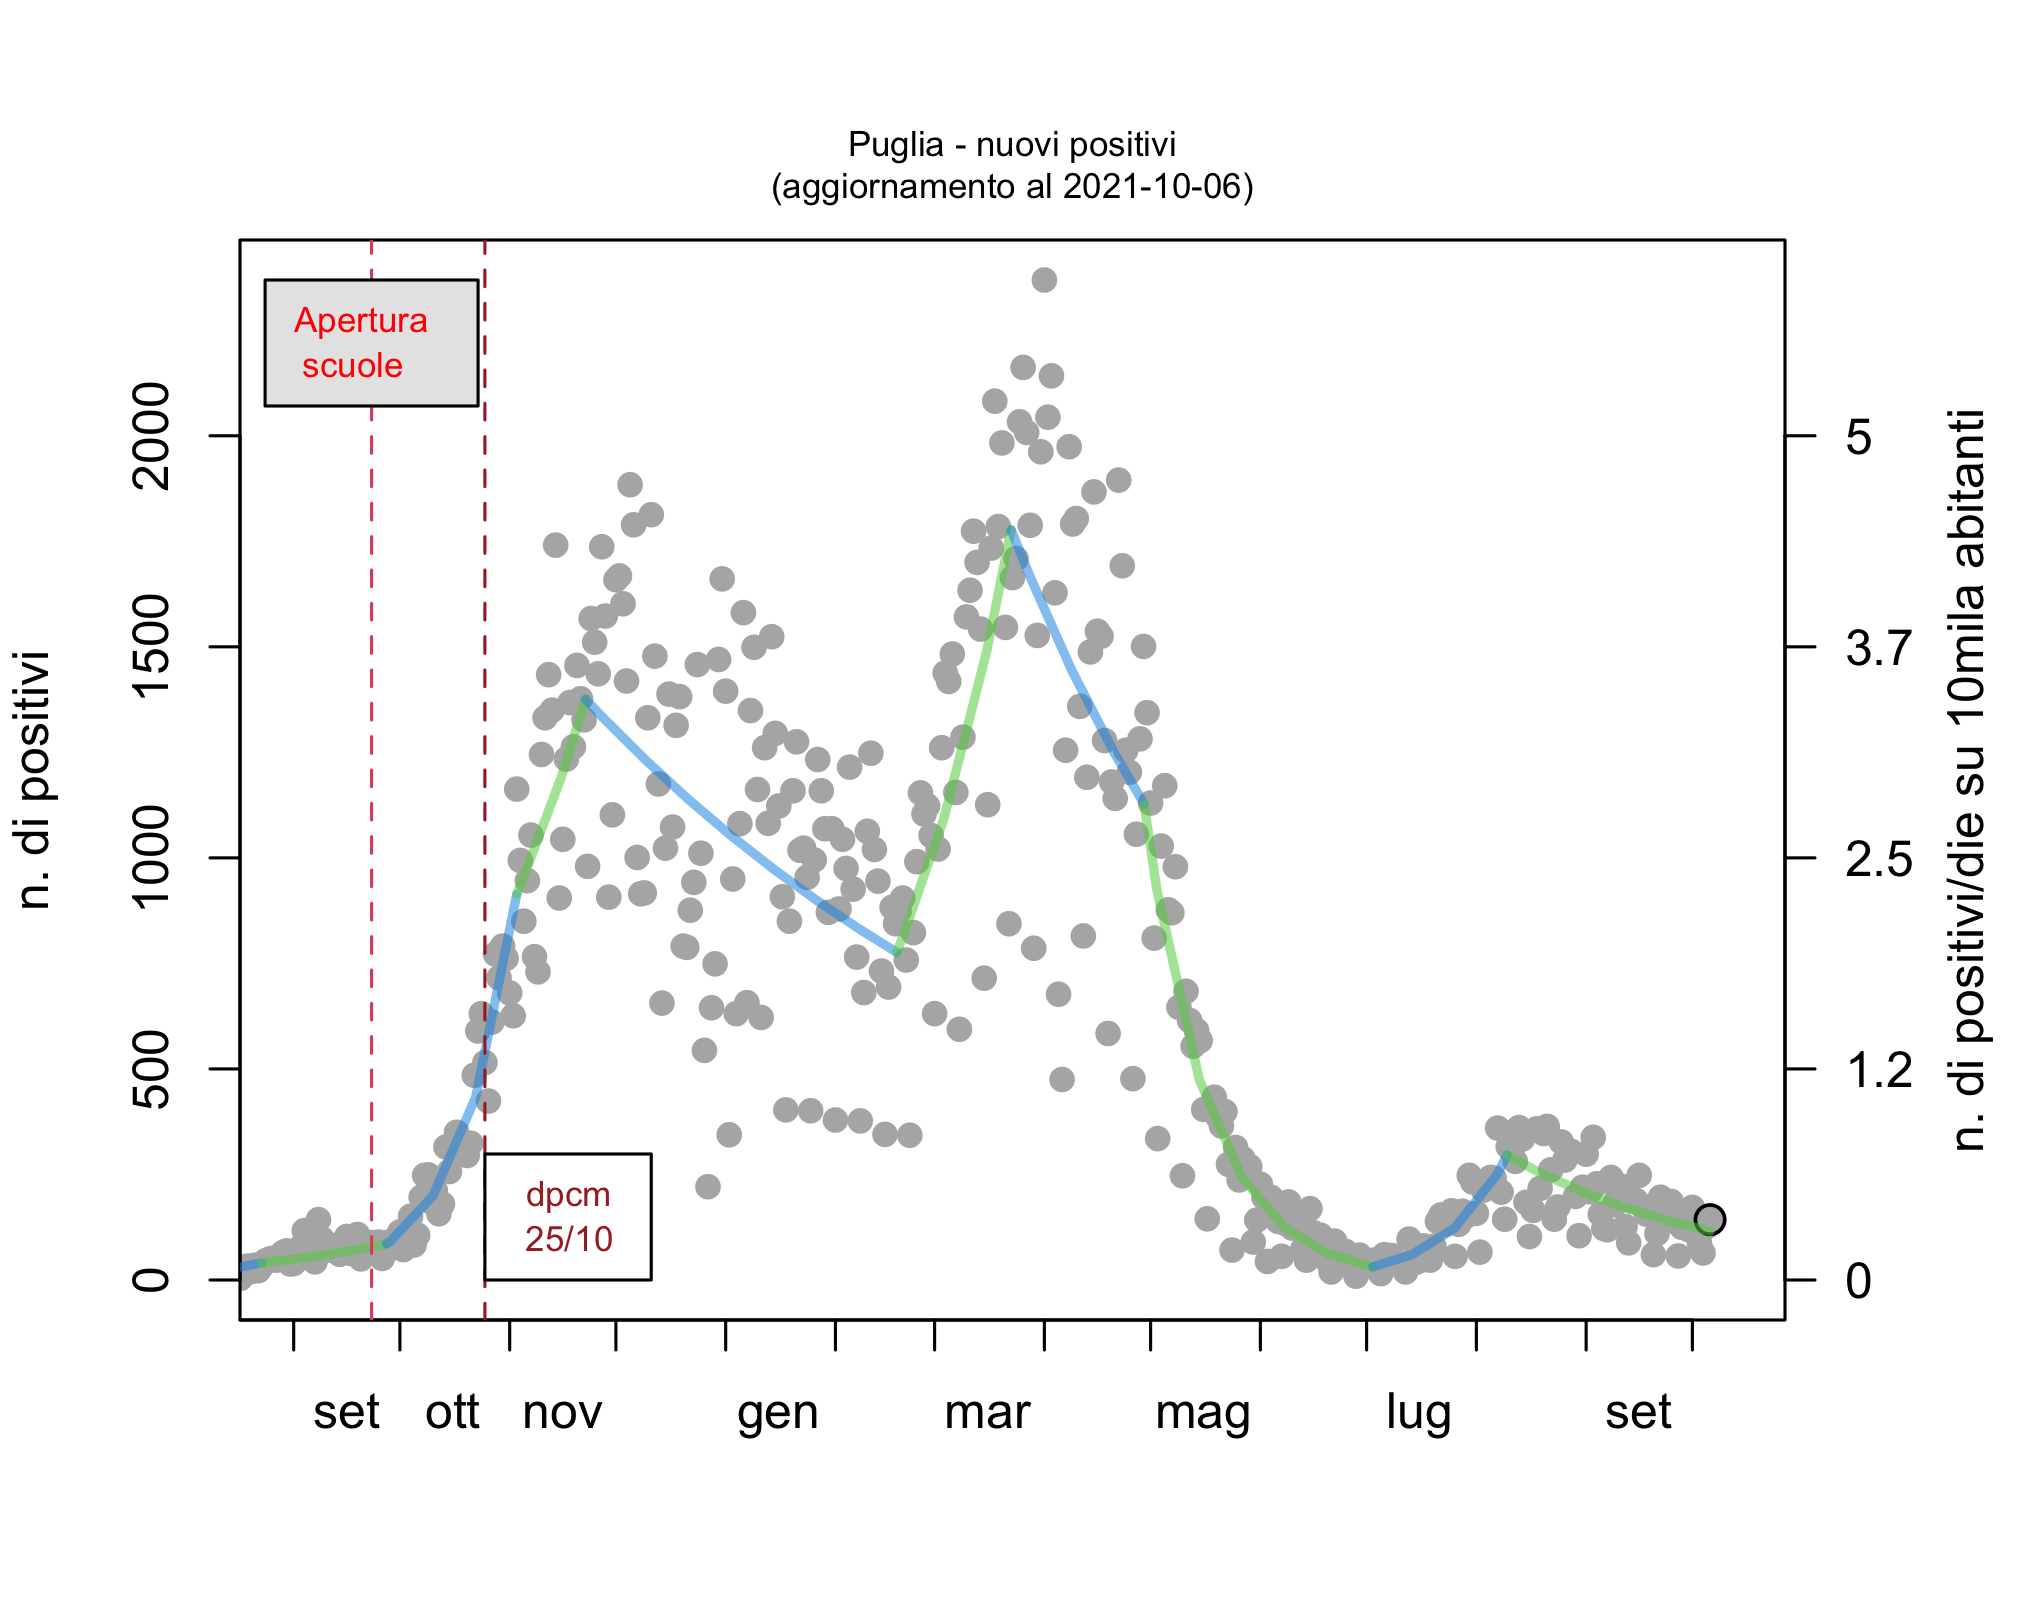 Puglia - nuovi positivi
(aggiornamento al 2021-10-06)
Apertura
scuole
dpcm
25/10
n. di positivi
0
500
1000
1500
2000
n. di positivi/die su 10mila abitanti
0
1.2
2.5
3.7
5
set ott nov gen mar mag lug set